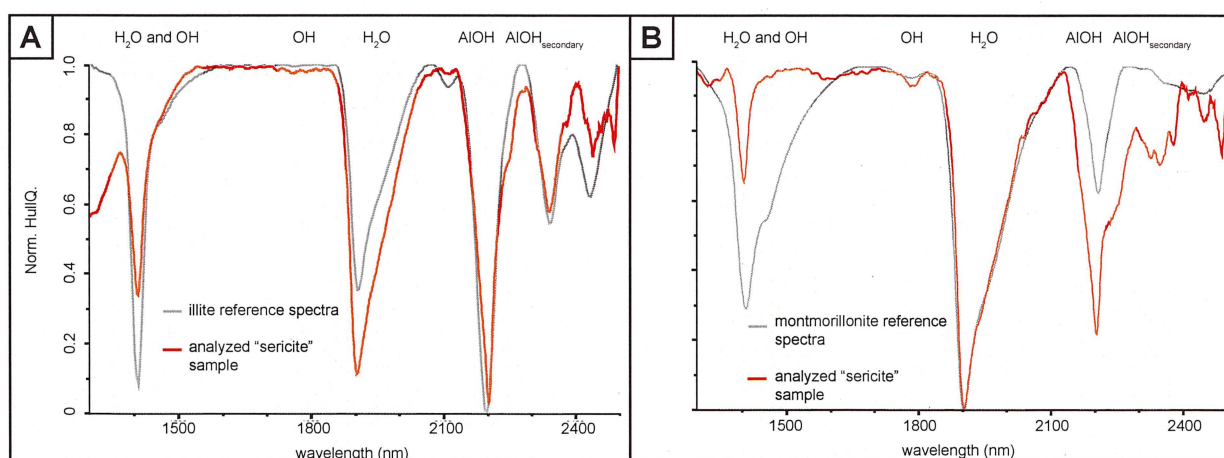 A
H₂O and OH OH H₂O AlOH AlOHsecondary
Norm. HullQ.
1.0
0.8
0.6
0.4
0.2
0
illite reference spectra
analyzed “sericite”
sample
1500 1800 2100 2400
wavelength (nm)
B
H₂O and OH OH H₂O AlOH AlOHsecondary
montmorillonite reference
spectra
analyzed “sericite”
sample
1500 1800 2100 2400
wavelength (nm)